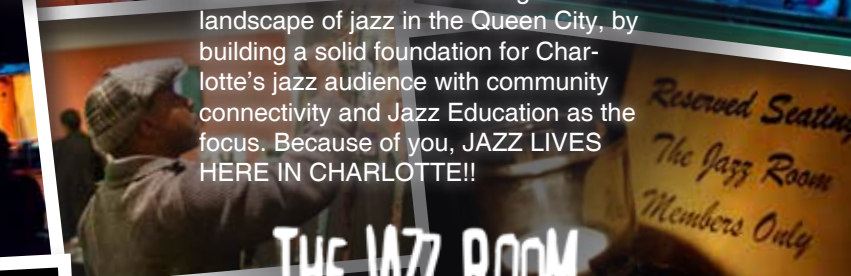 landscape of jazz in the Queen City, by
building a solid foundation for Char-
lotte's jazz audience with community
connectivity and Jazz Education as the
focus. Because of you, JAZZ LIVES
HERE IN CHARLOTTE!!
Reserved Seating
The Jazz Room
Members Only
THE JAZZ ROOM